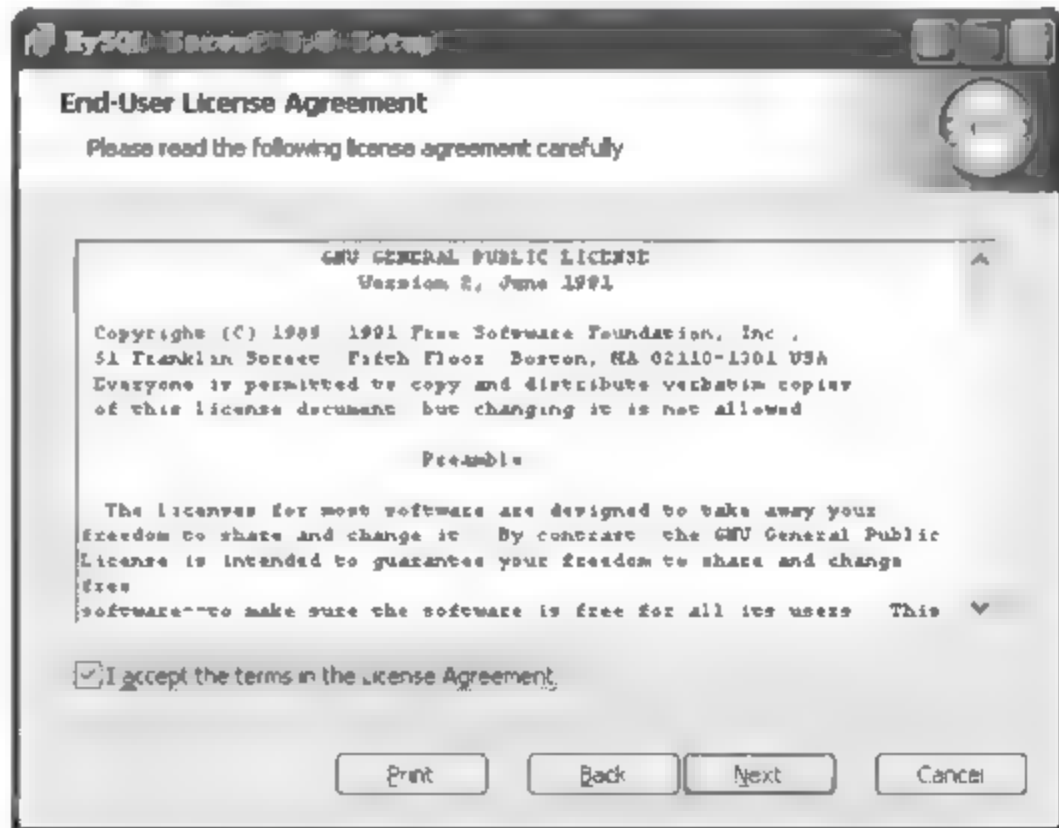 MySQL Server 5.5 Setup
End-User License Agreement
Please read the following license agreement carefully
GNU GENERAL PUBLIC LICENSE
Version 2, June 1991
Copyright (C) 1989 1991 Free Software Foundation, Inc .
51 Franklin Street Fifth Floor Boston, MA 02110-1301 USA
Everyone is permitted to copy and distribute verbatim copies
of this license document but changing it is not allowed
Preamble
The licenses for most software are designed to take away your
freedom to share and change it By contrast the GNU General Public
License is intended to guarantee your freedom to share and change
free
software--to make sure the software is free for all its users This
I accept the terms in the License Agreement
Print Back Next Cancel